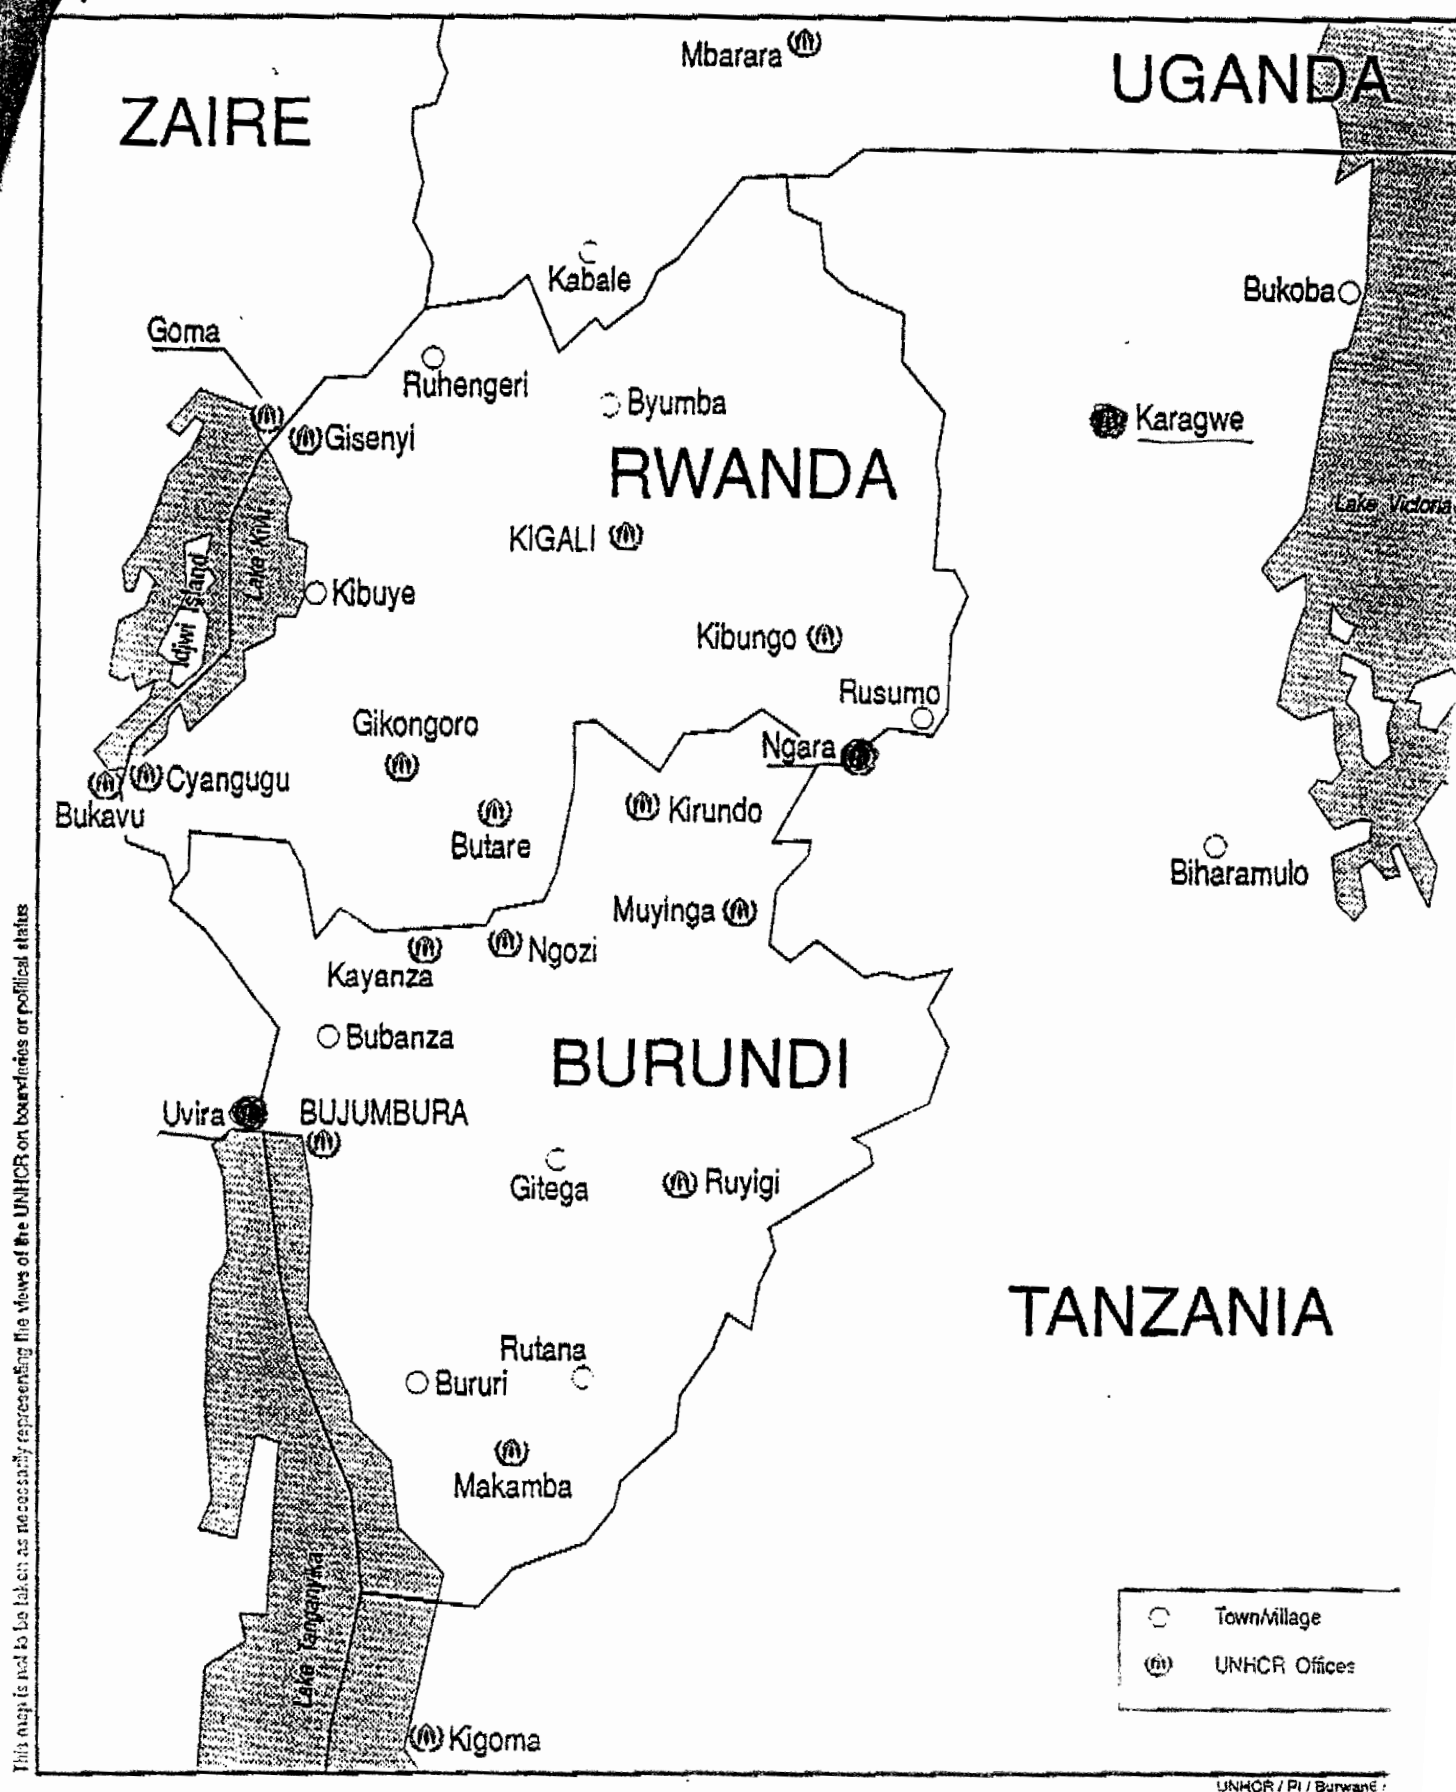 Mbarara
UGANDA
ZAIRE
Kabale
Bukoba
Goma
Ruhengeri
Byumba
Karagwe
Gisenyi
RWANDA
Lake Victoria
KIGALI
Lake Kivu
Idjwi Island
Kibuye
Kibungo
Rusumo
Gikongoro
Ngara
Cyangugu
Bukavu
Kirundo
Butare
Biharamulo
Muyinga
Ngozi
Kayanza
Bubanza
BURUNDI
Uvira
BUJUMBURA
Gitega
Ruyigi
TANZANIA
Rutana
Bururi
Makamba
Lake Tanganyika
Town/village
UNHCR Offices
Kigoma
This map is not to be taken as necessarily representing the views of the UNHCR on boundaries or political status
UNHCR / PI /